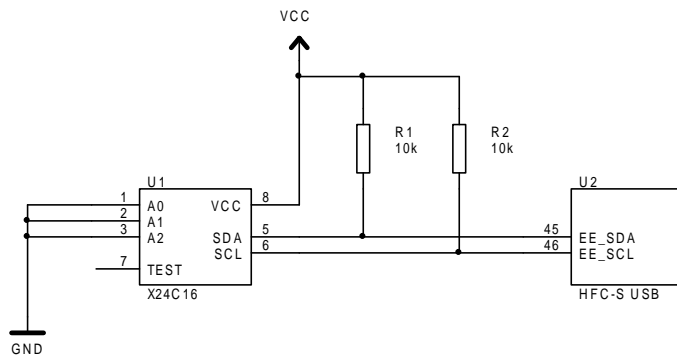 VCC
R1
10k
R2
10k
U1
1 A0
2 A1
3 A2
7 TEST
VCC 8
SDA 5
SCL 6
X24C16
U2
45 EE_SDA
46 EE_SCL
HFC-S USB
GND